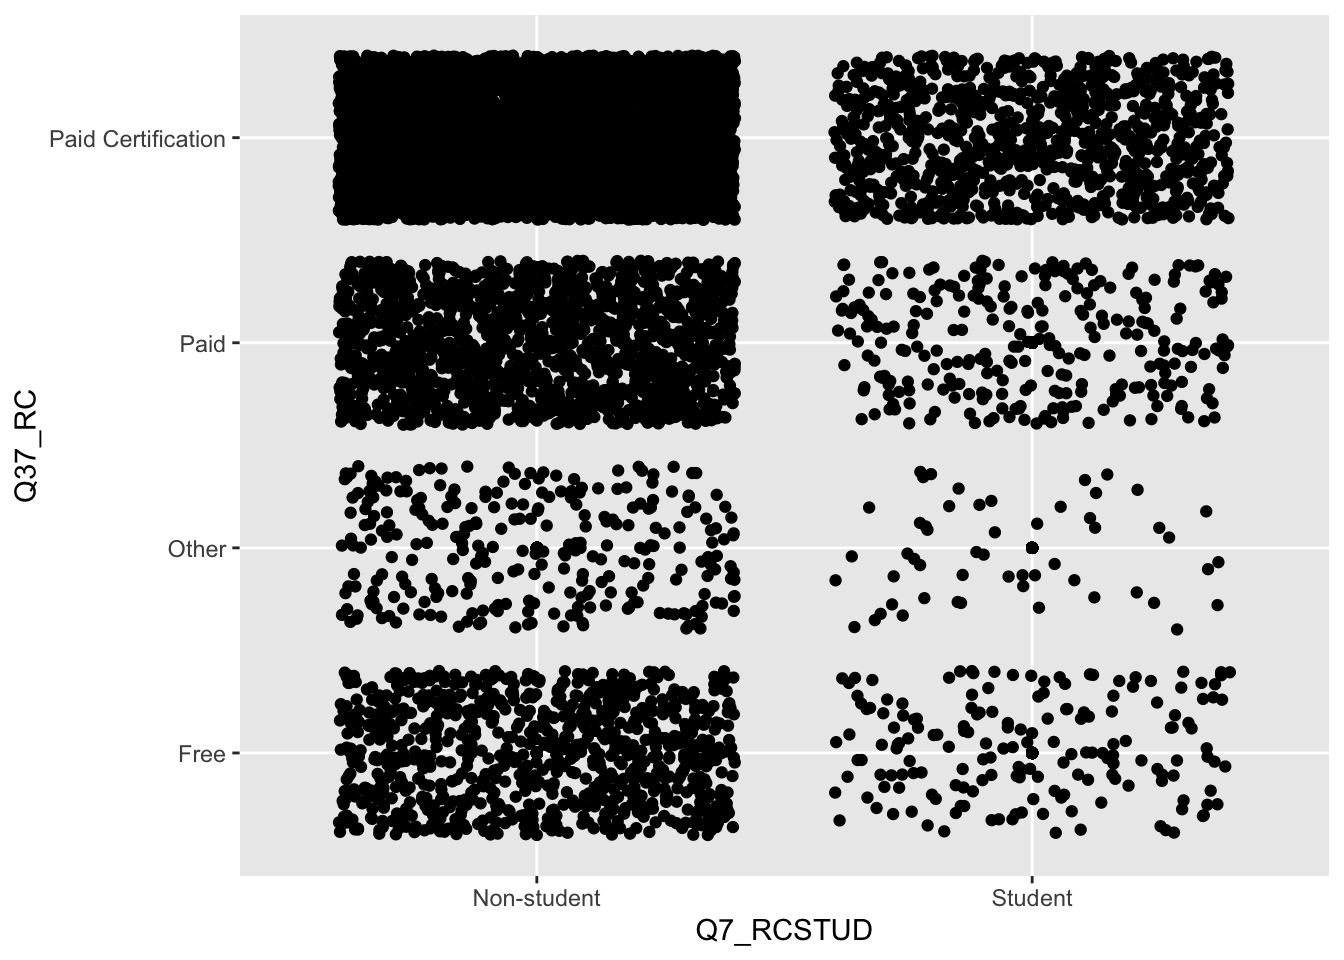 Paid Certification
Paid
Other
Free
Q37_RC
Non-student
Student
Q7_RCSTUD